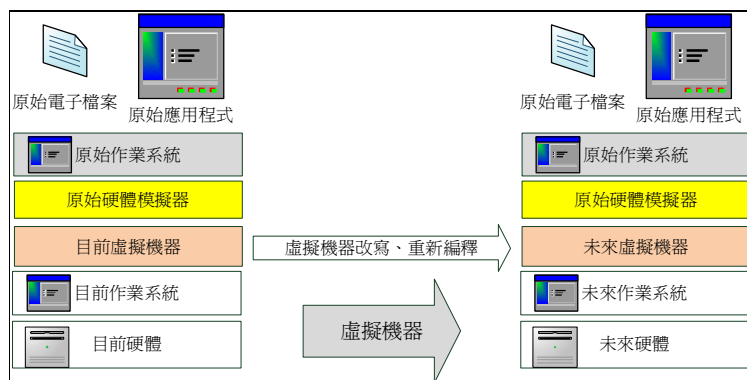 原始電子檔案
原始應用程式
原始作業系統
原始硬體模擬器
目前虛擬機器
目前作業系統
目前硬體
虛擬機器改寫、重新編釋
虛擬機器
原始電子檔案
原始應用程式
原始作業系統
原始硬體模擬器
未來虛擬機器
未來作業系統
未來硬體